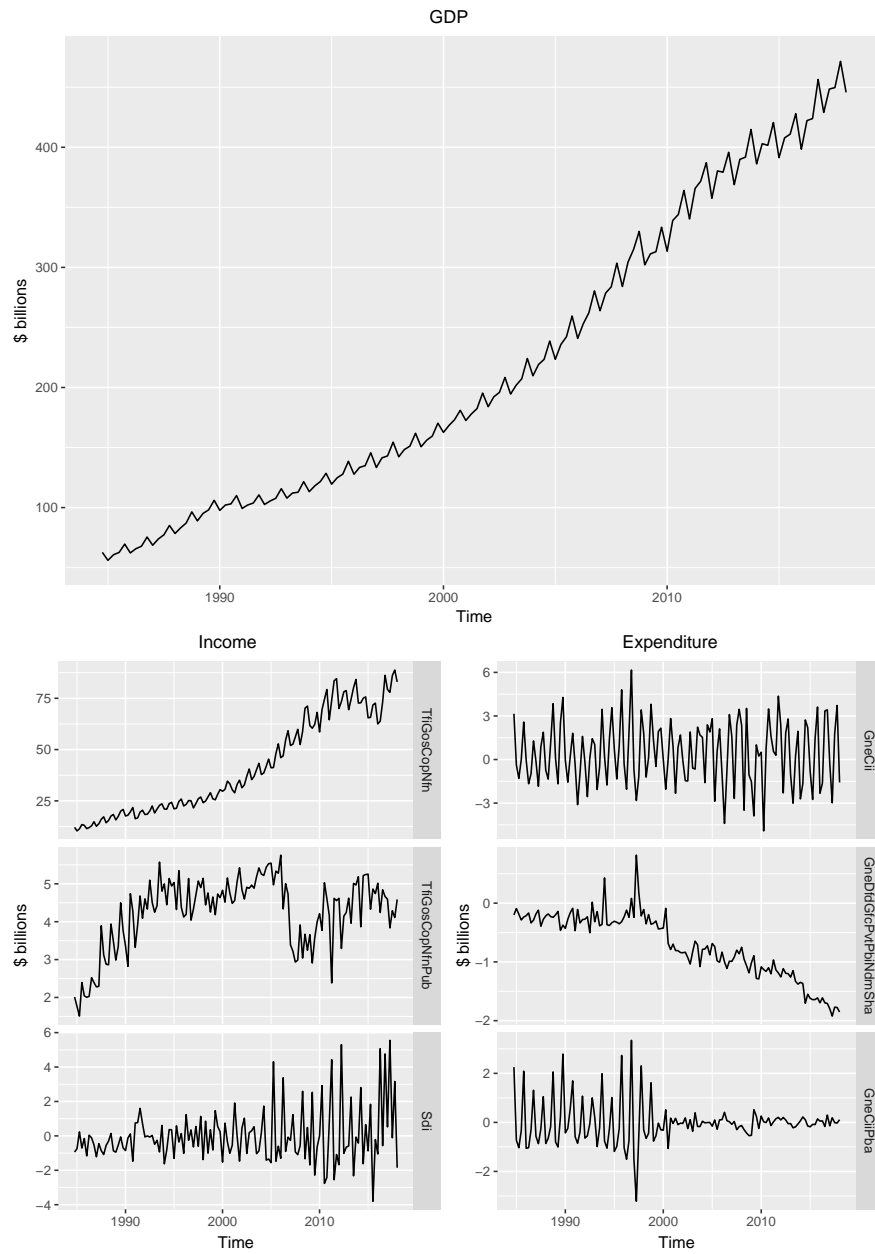 GDP
400
300
200
100
$ billions
1990
2000
2010
Time
Income
75
50
25
TfiGosCopNfn
5
4
3
2
TfiGosCopNfnPub
$ billions
6
4
2
0
−2
−4
Sdi
1990
2000
2010
Time
Expenditure
6
3
0
−3
GneCii
0
−1
−2
GneDfdGfcPvtPbiNdmSha
$ billions
2
0
−2
GneCiiPba
1990
2000
2010
Time